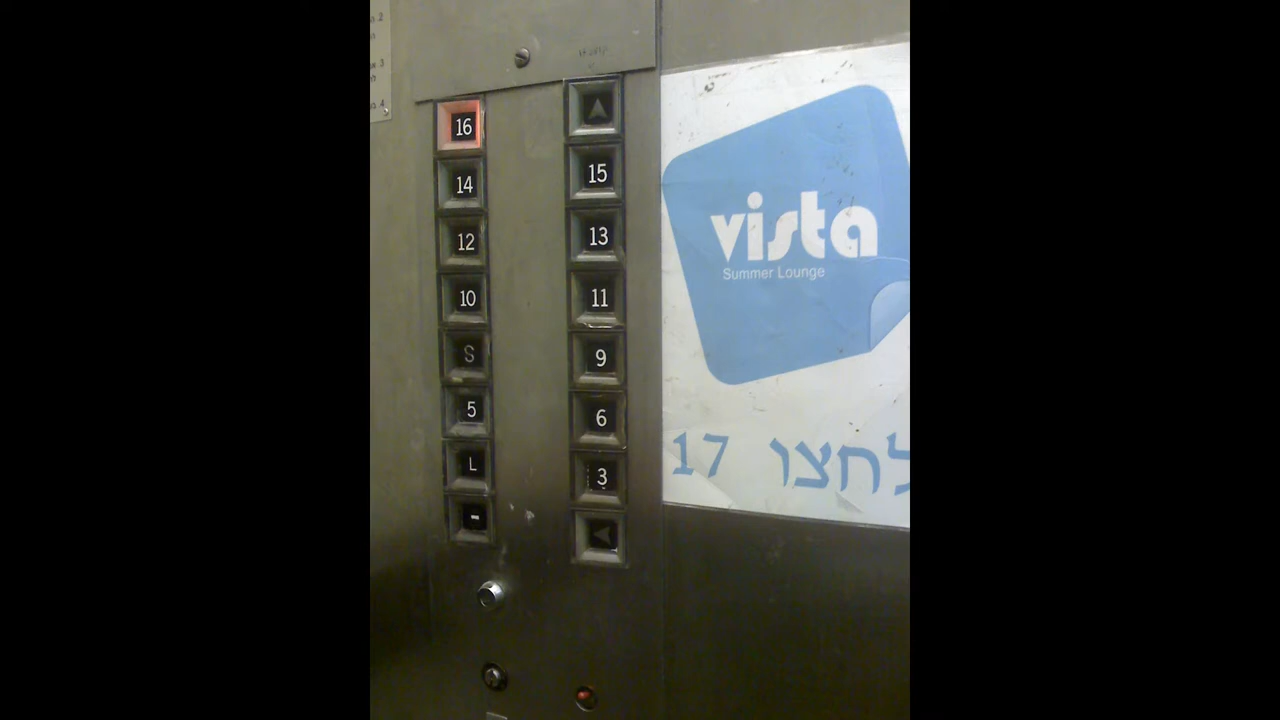 16
15
14
13
12
11
10
9
S
6
5
3
L
-
vista
Summer Lounge
לחצו 17